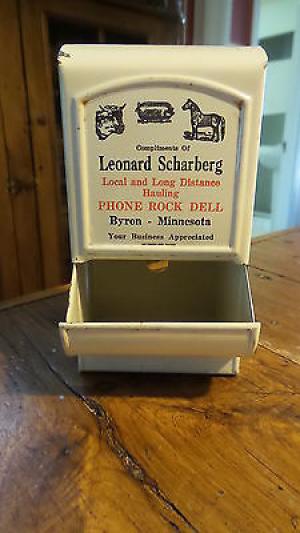 Compliments Of
Leonard Scharberg
Local and Long Distance
Hauling
PHONE ROCK DELL
Byron - Minnesota
Your Business Appreciated